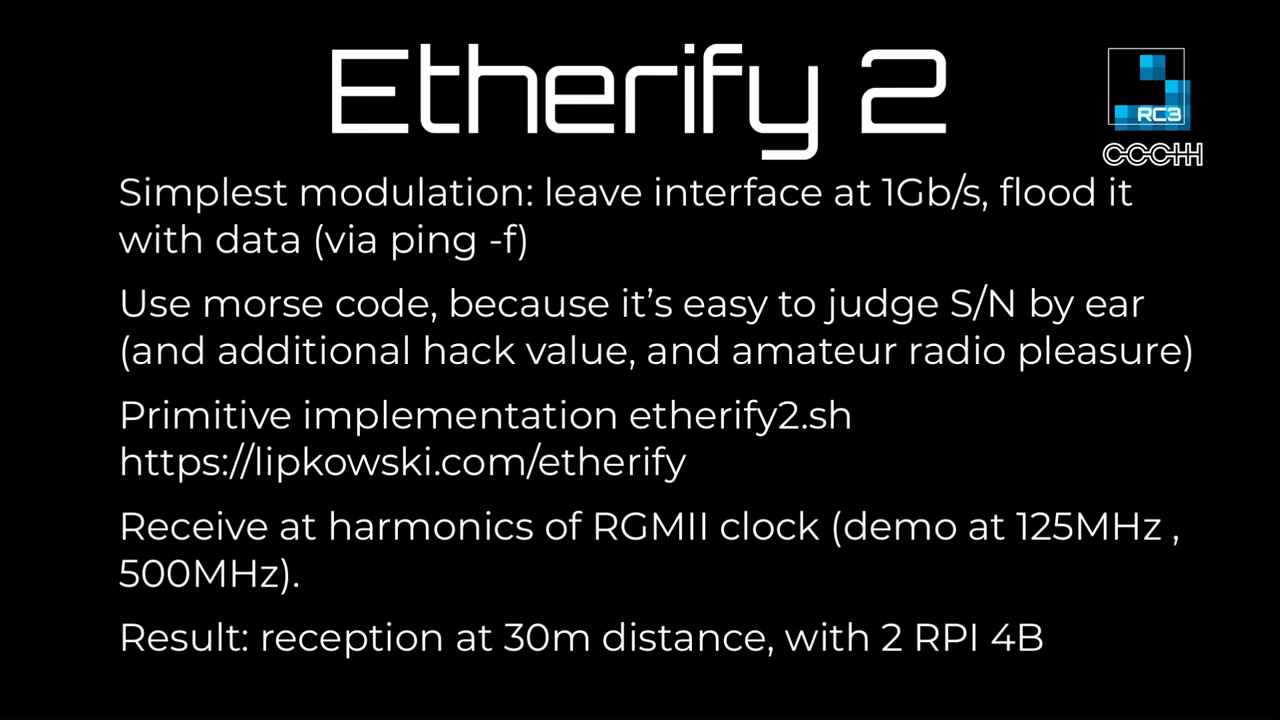 Etherify 2
RC3
CCCHH
Simplest modulation: leave interface at 1Gb/s, flood it
with data (via ping -f)
Use morse code, because it’s easy to judge S/N by ear
(and additional hack value, and amateur radio pleasure)
Primitive implementation etherify2.sh
https://lipkowski.com/etherify
Receive at harmonics of RGMII clock (demo at 125MHz ,
500MHz).
Result: reception at 30m distance, with 2 RPI 4B